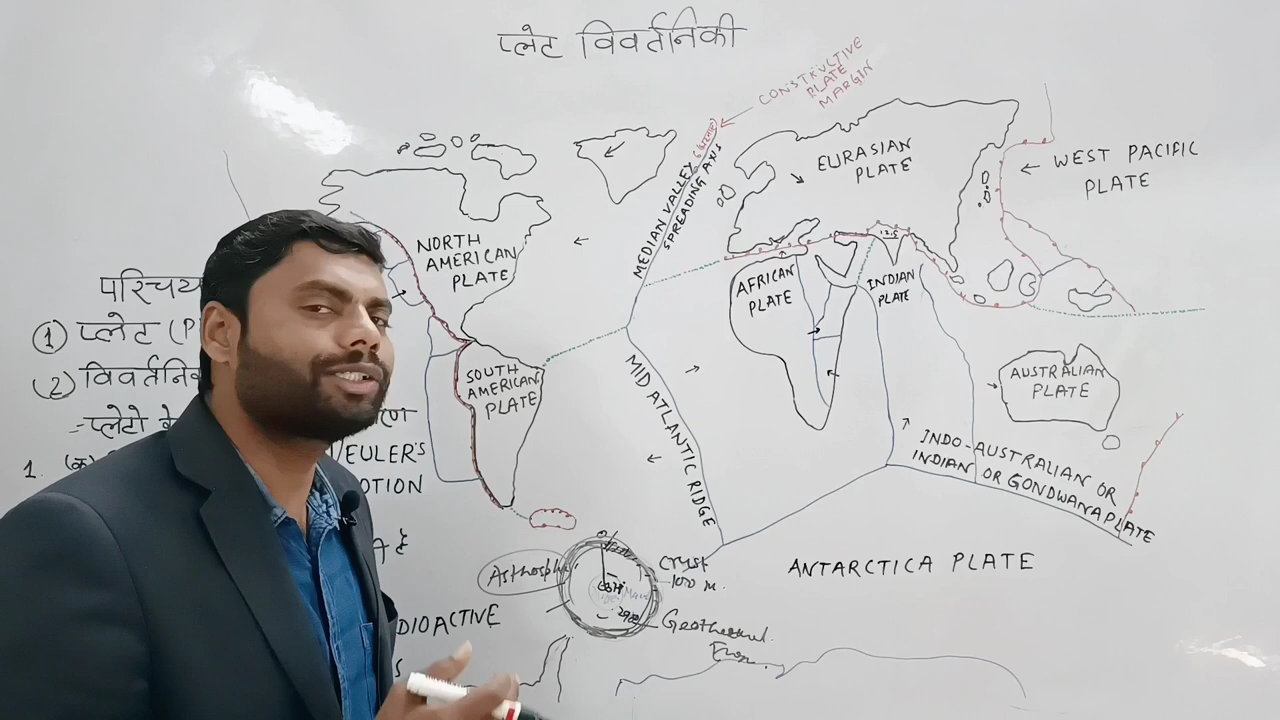 प्लेट विवर्तनिकी
CONSTRUCTIVE
PLATE
MARGIN
MEDIAN VALLEY
SPREADING AXIS
EURASIAN
PLATE
WEST PACIFIC
PLATE
NORTH
AMERICAN
PLATE
AFRICAN
PLATE
INDIAN
PLATE
SOUTH
AMERICAN
PLATE
AUSTRALIAN
PLATE
MID ATLANTIC RIDGE
INDO-AUSTRALIAN OR
INDIAN OR GONDWANA PLATE
ANTARCTICA PLATE
परिचय
① प्लेट (P
(2) विवर्तनि
प्लेटो के
EULER'S
OTION
1.
है
DIOACTIVE
S
Crust
100
Geothermal
2900